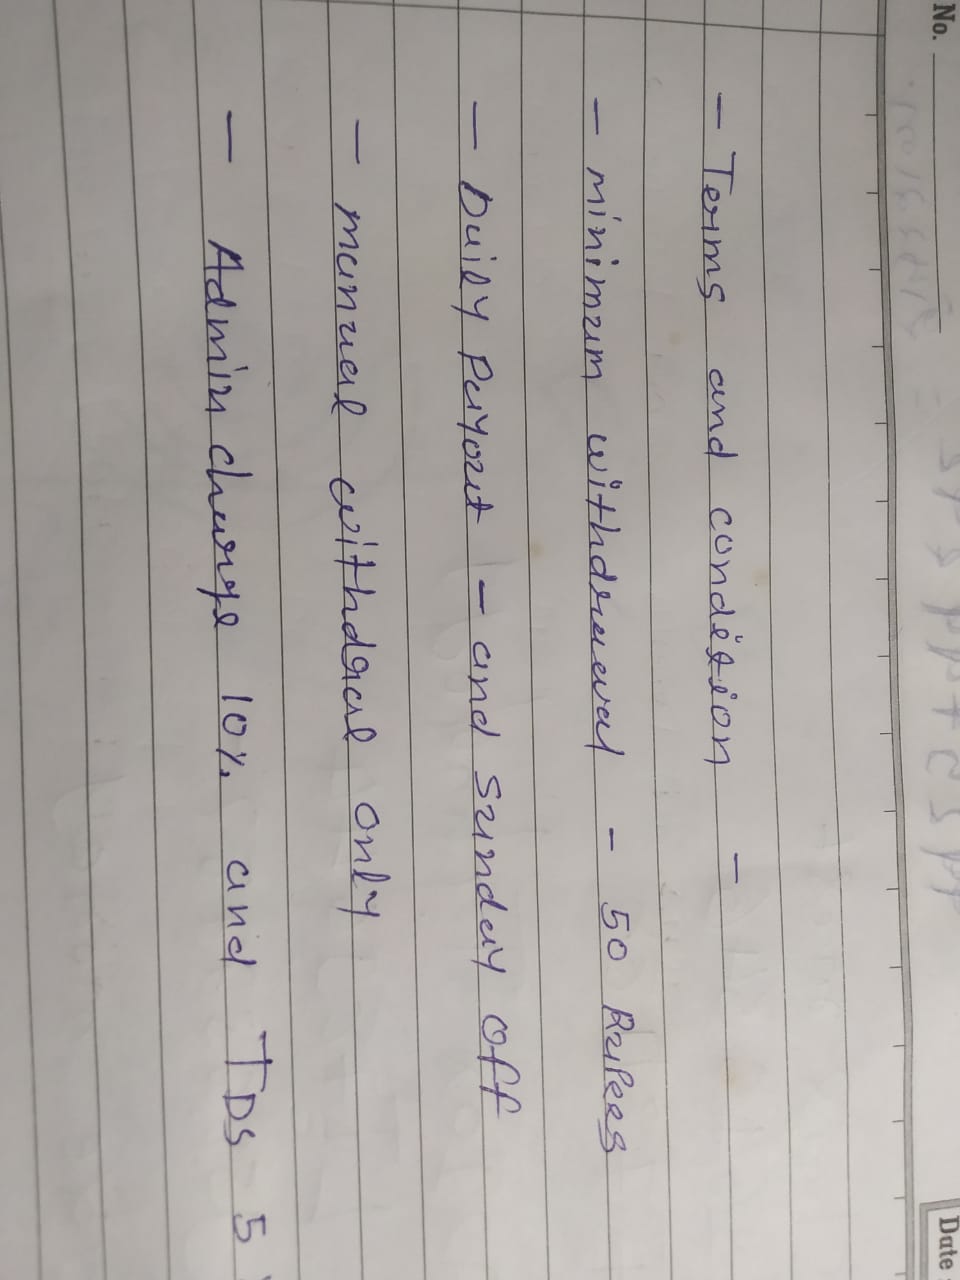 No.
Date
- Terms and condition -
- minimum withdrawal - 50 Rupees
- Daily Payout - and Sunday Off
- manual withdral only
- Admin charge 10% and TDS 5